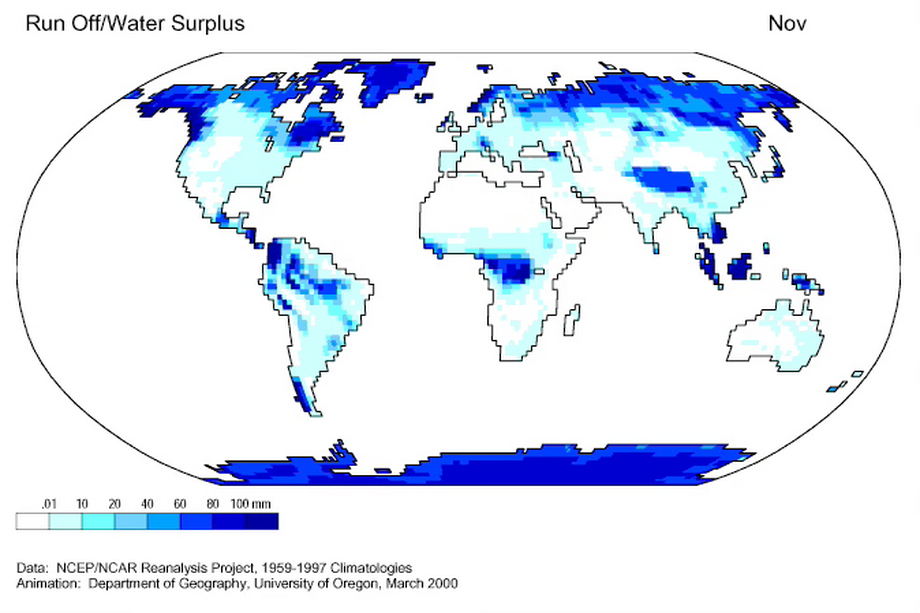 Run Off/Water Surplus
Nov
.01 10 20 40 60 80 100 mm
Data: NCEP/NCAR Reanalysis Project, 1959-1997 Climatologies
Animation: Department of Geography, University of Oregon, March 2000